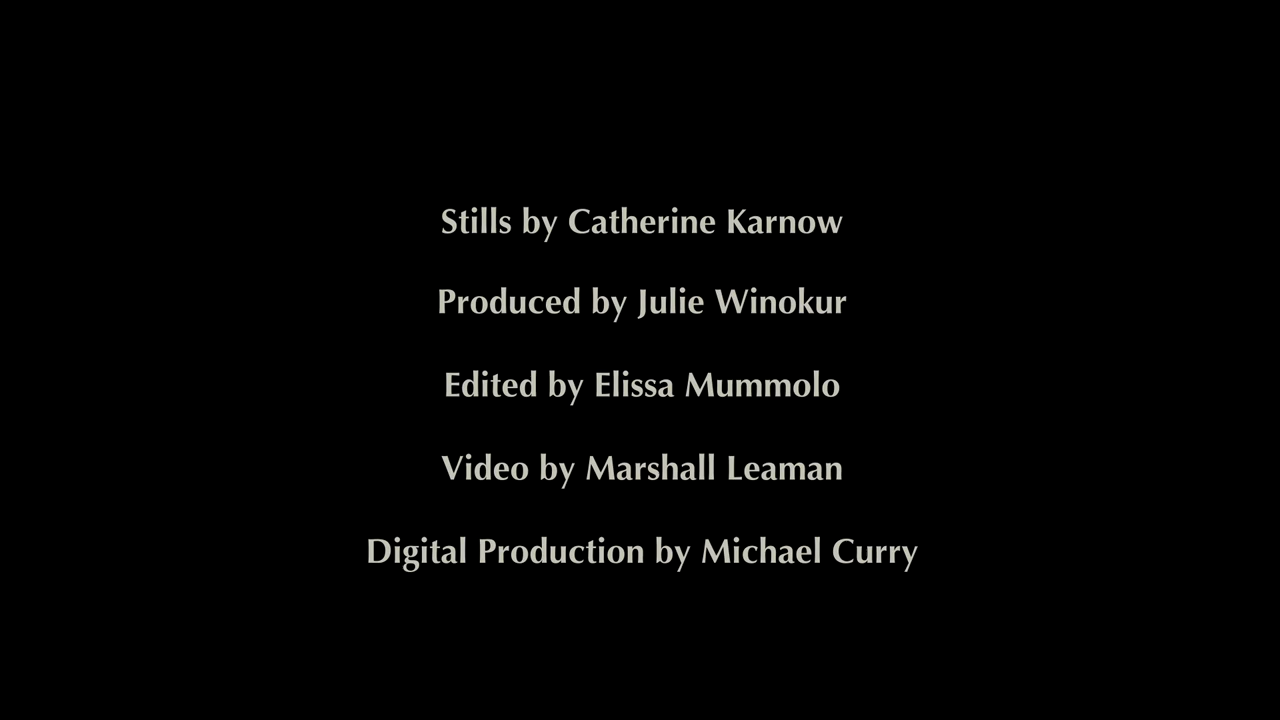 Stills by Catherine Karnow
Produced by Julie Winokur
Edited by Elissa Mummolo
Video by Marshall Leaman
Digital Production by Michael Curry